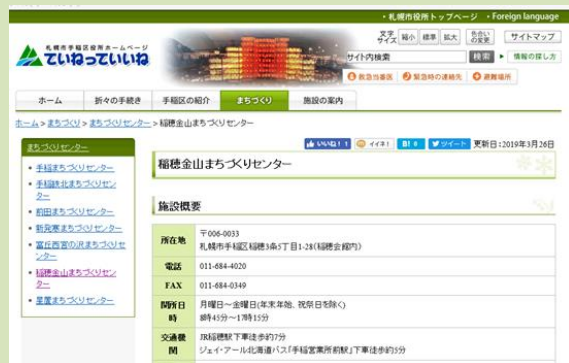 ・札幌市役所トップページ ・Foreign language
札幌市手稲区役所ホームページ
ていねっていいね
文字サイズ 縮小 標準 拡大 色合いの変更 サイトマップ
サイト内検索 検索 情報の探し方
救急当番医 緊急時の連絡先 避難場所
ホーム 折々の手続き 手稲区の紹介 まちづくり 施設の案内
ホーム > まちづくり > まちづくりセンター > 稲穂金山まちづくりセンター
いいね! 1 イイネ! B! 0 ツイート 更新日:2019年3月26日
まちづくりセンター
・手稲まちづくりセンター
・手稲鉄北まちづくりセンター
・前田まちづくりセンター
・新発寒まちづくりセンター
・富丘西宮の沢まちづくりセンター
・稲穂金山まちづくりセンター
・星置まちづくりセンター
稲穂金山まちづくりセンター
施設概要
所在地 〒006-0033
札幌市手稲区稲穂3条5丁目1-28(稲穂会館内)
電話 011-684-4020
FAX 011-684-0349
開所日時 月曜日～金曜日(年末年始、祝祭日を除く)
8時45分～17時15分
交通機関 JR稲穂駅下車徒歩約7分
ジェイ・アール北海道バス『手稲営業所前駅』下車徒歩約5分